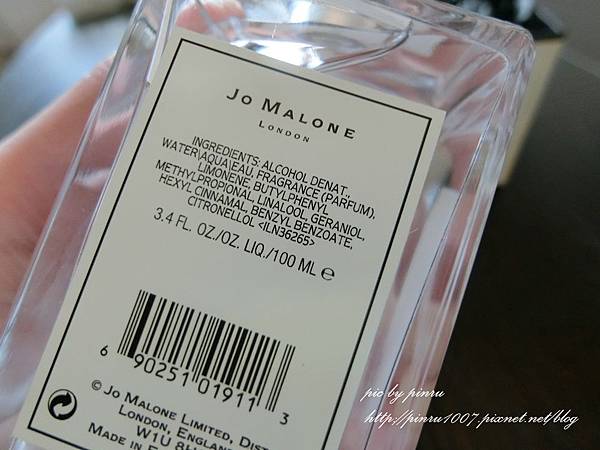 JO MALONE
LONDON
INGREDIENTS: ALCOHOL DENAT,
WATER\AQUA\EAU, FRAGRANCE (PARFUM),
LIMONENE, BUTYLPHENYL
METHYLPROPIONAL, LINALOOL, GERANIOL,
HEXYL CINNAMAL, BENZYL BENZOATE,
CITRONELLOL <ILN36265>
3.4 FL. OZ./OZ. LIQ./100 ML ℮
6 90251 01911 3
© JO MALONE LIMITED, DIST
LONDON, ENGLAND
W1U 8
MADE IN
pic by pinru
http://pinru1007.pixnet.net/blog